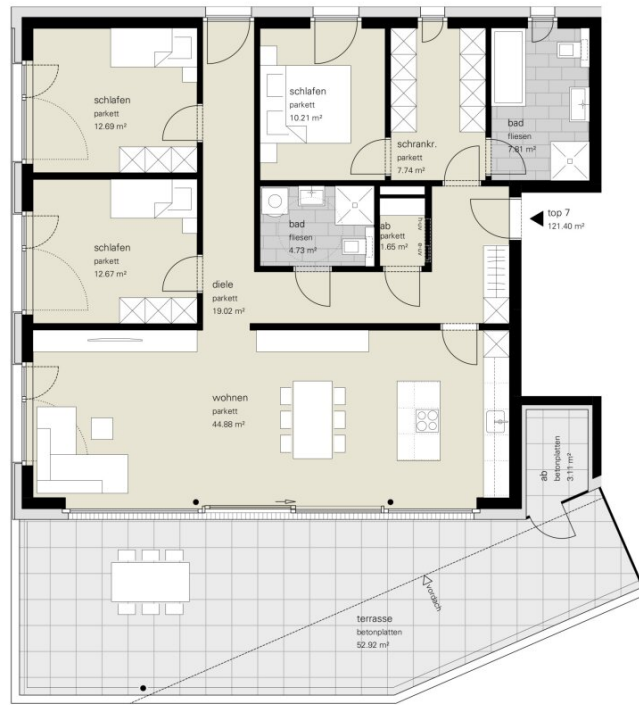 schlafen
parkett
12.69 m²
schlafen
parkett
10.21 m²
schrankr.
parkett
7.74 m²
bad
fliesen
7.81 m²
top 7
121.40 m²
schlafen
parkett
12.67 m²
bad
fliesen
4.73 m²
ab
parkett
1.65 m²
diele
parkett
19.02 m²
wohnen
parkett
44.88 m²
ab
betonplatten
3.11 m²
vordach
terrasse
betonplatten
52.92 m²